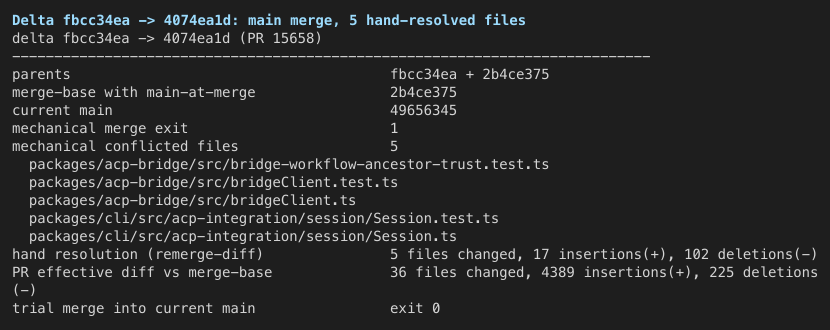 Delta fbcc34ea -> 4074ea1d: main merge, 5 hand-resolved files
delta fbcc34ea -> 4074ea1d (PR 15658)
----------------------------------------------------------------------------
parents                                      fbcc34ea + 2b4ce375
merge-base with main-at-merge                2b4ce375
current main                                 49656345
mechanical merge exit                        1
mechanical conflicted files                  5
  packages/acp-bridge/src/bridge-workflow-ancestor-trust.test.ts
  packages/acp-bridge/src/bridgeClient.test.ts
  packages/acp-bridge/src/bridgeClient.ts
  packages/cli/src/acp-integration/session/Session.test.ts
  packages/cli/src/acp-integration/session/Session.ts
hand resolution (remerge-diff)               5 files changed, 17 insertions(+), 102 deletions(-)
PR effective diff vs merge-base              36 files changed, 4389 insertions(+), 225 deletions
(-)
trial merge into current main                exit 0